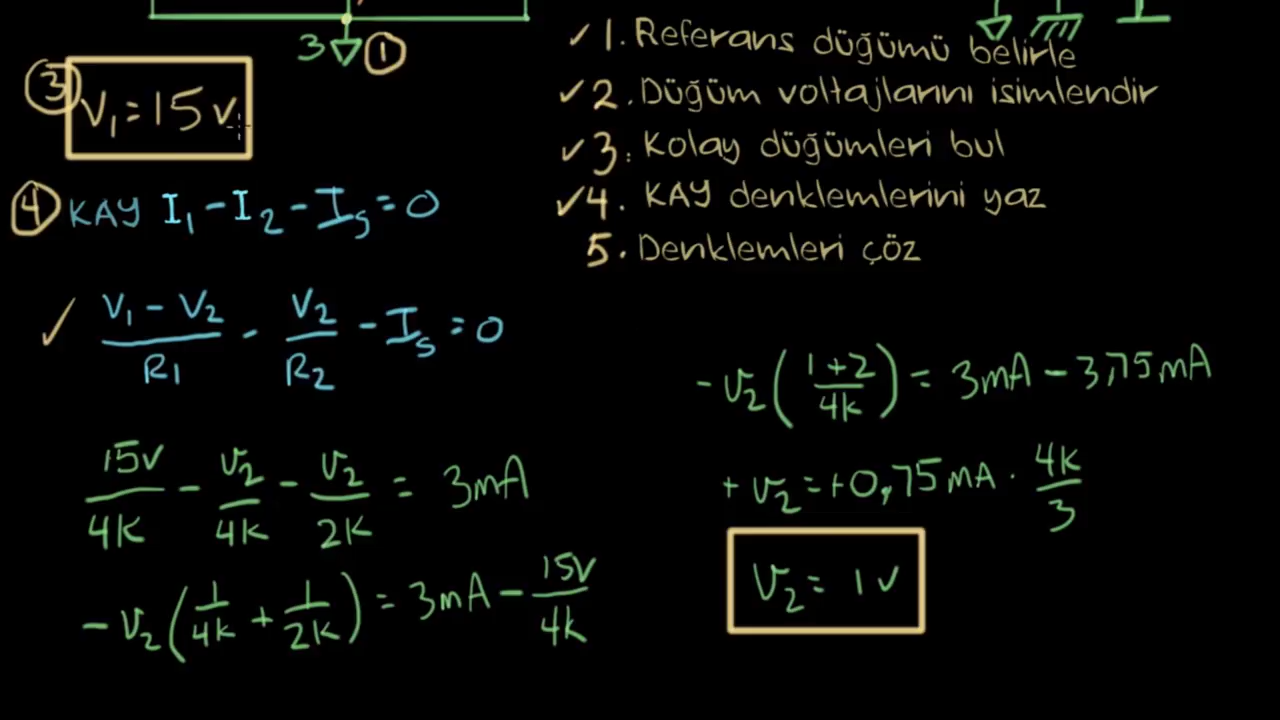 3 ①
③ V₁ = 15 v
④ KAY I₁ - I₂ - I_S = 0
✓ (V₁ - V₂)/R1 - V₂/R₂ - I_S = 0
15V/4K - V₂/4K - V₂/2K = 3mA
- V₂(1/4K + 1/2K) = 3mA - 15V/4K
✓ 1. Referans düğümü belirle
✓ 2. Düğüm voltajlarını isimlendir
✓ 3. Kolay düğümleri bul
✓ 4. KAY denklemlerini yaz
5. Denklemleri çöz
- V₂((1+2)/4K) = 3mA - 3,75mA
+ V₂ = +0,75mA · 4K/3
V₂ = 1V